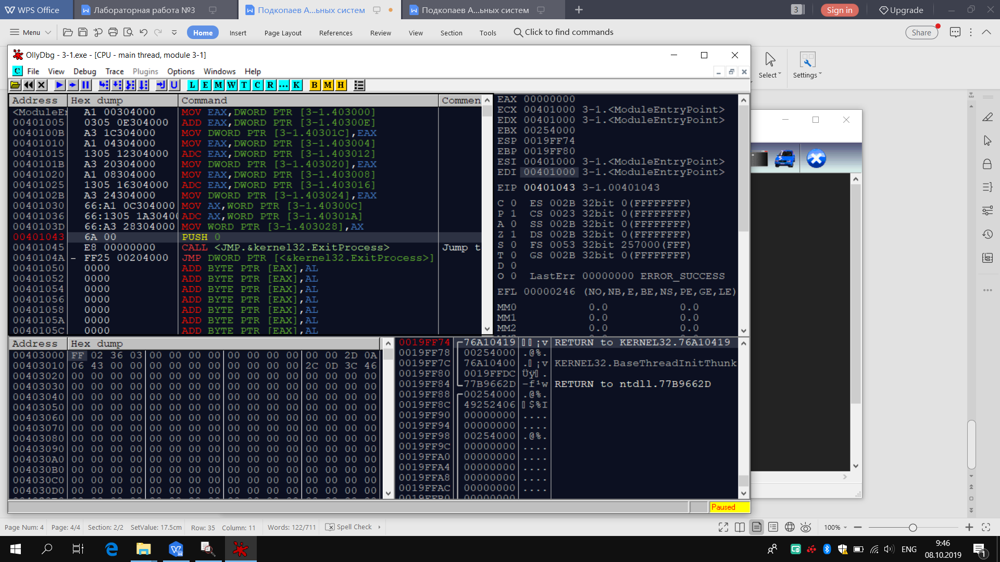 WPS Office
Лабораторная работа №3
Подкопаев А...ьных систем
Подкопаев А...ьных систем
3
Sign in
Upgrade
Menu
Home
Insert
Page Layout
References
Review
View
Section
Tools
Click to find commands
Share
OllyDbg - 3-1.exe - [CPU - main thread, module 3-1]
Select
Settings
C File View Debug Trace Plugins Options Windows Help
L E M W T C R ... K B M H
Address Hex dump Command Commen
<ModuleEn A1 00304000 MOV EAX,DWORD PTR [3-1.403000]
00401005 0305 0E304000 ADD EAX,DWORD PTR [3-1.40300E]
0040100B A3 1C304000 MOV DWORD PTR [3-1.40301C],EAX
00401010 A1 04304000 MOV EAX,DWORD PTR [3-1.403004]
00401015 1305 12304000 ADC EAX,DWORD PTR [3-1.403012]
0040101B A3 20304000 MOV DWORD PTR [3-1.403020],EAX
00401020 A1 08304000 MOV EAX,DWORD PTR [3-1.403008]
00401025 1305 16304000 ADC EAX,DWORD PTR [3-1.403016]
0040102B A3 24304000 MOV DWORD PTR [3-1.403024],EAX
00401030 66:A1 0C304000 MOV AX,WORD PTR [3-1.40300C]
00401036 66:1305 1A30400 ADC AX,WORD PTR [3-1.40301A]
0040103D 66:A3 28304000 MOV WORD PTR [3-1.403028],AX
00401043 6A 00 PUSH 0
00401045 E8 00000000 CALL <JMP.&kernel32.ExitProcess> Jump t
0040104A - FF25 00204000 JMP DWORD PTR [<&kernel32.ExitProcess>]
00401050 0000 ADD BYTE PTR [EAX],AL
00401052 0000 ADD BYTE PTR [EAX],AL
00401054 0000 ADD BYTE PTR [EAX],AL
00401056 0000 ADD BYTE PTR [EAX],AL
00401058 0000 ADD BYTE PTR [EAX],AL
0040105A 0000 ADD BYTE PTR [EAX],AL
0040105C 0000 ADD BYTE PTR [EAX],AL
EAX 00000000
ECX 00401000 3-1.<ModuleEntryPoint>
EDX 00401000 3-1.<ModuleEntryPoint>
EBX 00254000
ESP 0019FF74
EBP 0019FF80
ESI 00401000 3-1.<ModuleEntryPoint>
EDI 00401000 3-1.<ModuleEntryPoint>
EIP 00401043 3-1.00401043
C 0 ES 002B 32bit 0(FFFFFFFF)
P 1 CS 0023 32bit 0(FFFFFFFF)
A 0 SS 002B 32bit 0(FFFFFFFF)
Z 1 DS 002B 32bit 0(FFFFFFFF)
S 0 FS 0053 32bit 257000(FFF)
T 0 GS 002B 32bit 0(FFFFFFFF)
D 0
O 0 LastErr 00000000 ERROR_SUCCESS
EFL 00000246 (NO,NB,E,BE,NS,PE,GE,LE)
MM0 0.0 0.0
MM1 0.0 0.0
MM2 0.0 0.0
Address Hex dump
00403000 FF 02 36 03 00 00 00 00 00 00 00 00 00 00 2D 0A
00403010 06 43 00 00 00 00 00 00 00 00 00 00 2C 0D 3C 46
00403020 00 00 00 00 00 00 00 00 00 00 00 00 00 00 00 00
00403030 00 00 00 00 00 00 00 00 00 00 00 00 00 00 00 00
00403040 00 00 00 00 00 00 00 00 00 00 00 00 00 00 00 00
00403050 00 00 00 00 00 00 00 00 00 00 00 00 00 00 00 00
00403060 00 00 00 00 00 00 00 00 00 00 00 00 00 00 00 00
00403070 00 00 00 00 00 00 00 00 00 00 00 00 00 00 00 00
00403080 00 00 00 00 00 00 00 00 00 00 00 00 00 00 00 00
00403090 00 00 00 00 00 00 00 00 00 00 00 00 00 00 00 00
004030A0 00 00 00 00 00 00 00 00 00 00 00 00 00 00 00 00
004030B0 00 00 00 00 00 00 00 00 00 00 00 00 00 00 00 00
004030C0 00 00 00 00 00 00 00 00 00 00 00 00 00 00 00 00
004030D0 00 00 00 00 00 00 00 00 00 00 00 00 00 00 00 00
0019FF74 76A10419 ¡v RETURN to KERNEL32.76A10419
0019FF78 00254000 .@%.
0019FF7C 76A10400 . ¡v KERNEL32.BaseThreadInitThunk
0019FF80 0019FFDC Üÿ .
0019FF84 77B9662D -f¹w RETURN to ntdll.77B9662D
0019FF88 00254000 .@%.
0019FF8C 49252406 $%I
0019FF90 00000000 ....
0019FF94 00000000 ....
0019FF98 00254000 .@%.
0019FF9C 00000000 ....
0019FFA0 00000000 ....
0019FFA4 00000000 ....
0019FFA8 00000000 ....
0019FFAC 00000000 ....
Paused
Page Num: 4 Page: 4/4 Section: 2/2 SetValue: 17.5cm Row: 35 Column: 11 Words: 122/711 Spell Check
100%
ENG
9:46
08.10.2019
1